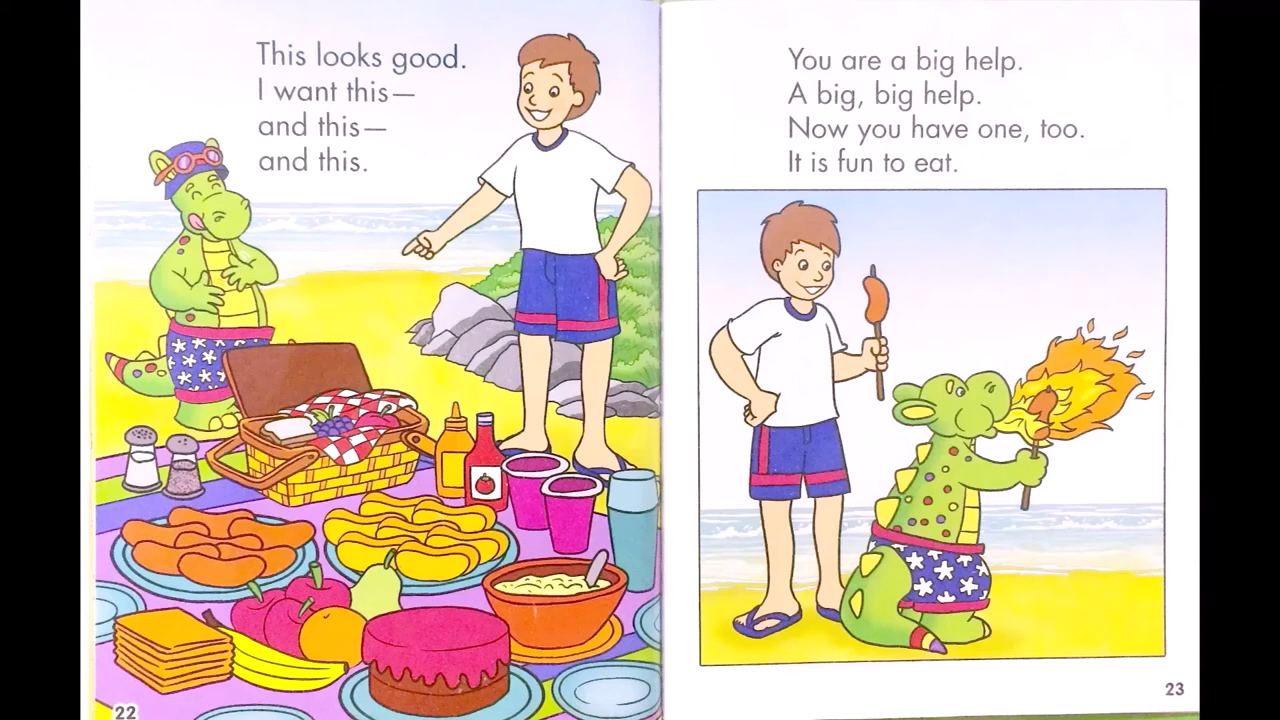 This looks good.
I want this—
and this—
and this.
22
You are a big help.
A big, big help.
Now you have one, too.
It is fun to eat.
23